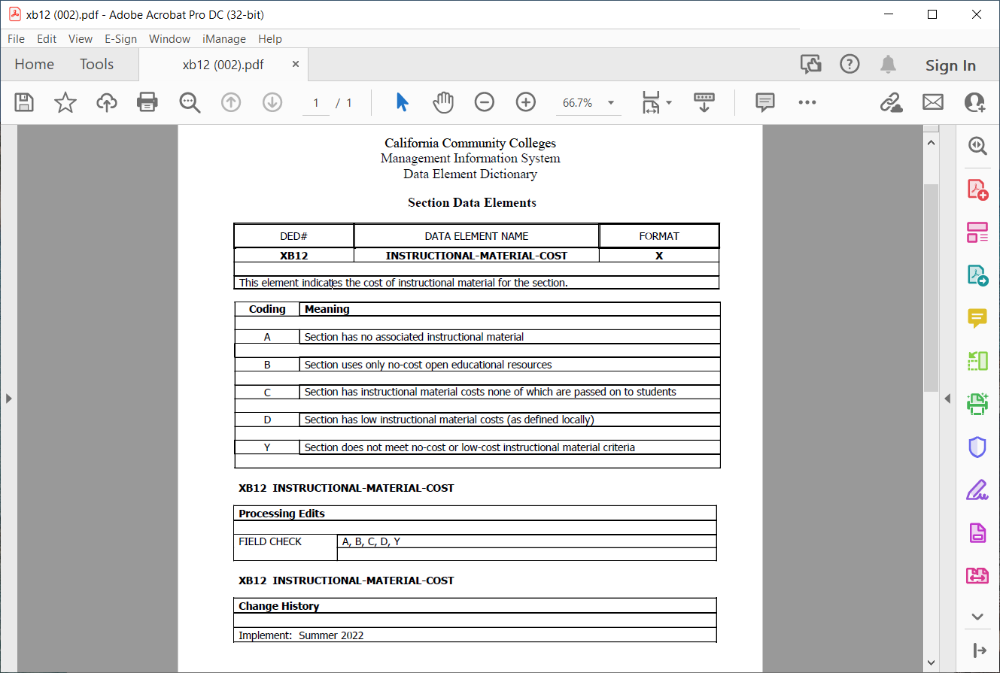 xb12 (002).pdf - Adobe Acrobat Pro DC (32-bit)
File Edit View E-Sign Window iManage Help
Home Tools xb12 (002).pdf × Sign In
1 / 1 66.7%
California Community Colleges
Management Information System
Data Element Dictionary
Section Data Elements
DED# DATA ELEMENT NAME FORMAT
XB12 INSTRUCTIONAL-MATERIAL-COST X
This element indicates the cost of instructional material for the section.
Coding Meaning
A Section has no associated instructional material
B Section uses only no-cost open educational resources
C Section has instructional material costs none of which are passed on to students
D Section has low instructional material costs (as defined locally)
Y Section does not meet no-cost or low-cost instructional material criteria
XB12 INSTRUCTIONAL-MATERIAL-COST
Processing Edits
FIELD CHECK A, B, C, D, Y
XB12 INSTRUCTIONAL-MATERIAL-COST
Change History
Implement: Summer 2022